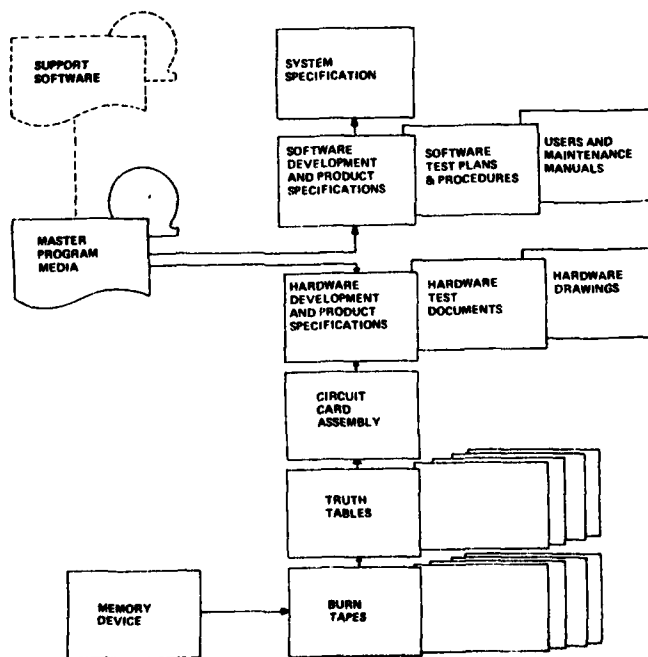 SUPPORT
SOFTWARE
SYSTEM
SPECIFICATION
SOFTWARE
DEVELOPMENT
AND PRODUCT
SPECIFICATIONS
SOFTWARE
TEST PLANS
& PROCEDURES
USERS AND
MAINTENANCE
MANUALS
MASTER
PROGRAM
MEDIA
HARDWARE
DEVELOPMENT
AND PRODUCT
SPECIFICATIONS
HARDWARE
TEST
DOCUMENTS
HARDWARE
DRAWINGS
CIRCUIT
CARD
ASSEMBLY
TRUTH
TABLES
MEMORY
DEVICE
BURN
TAPES